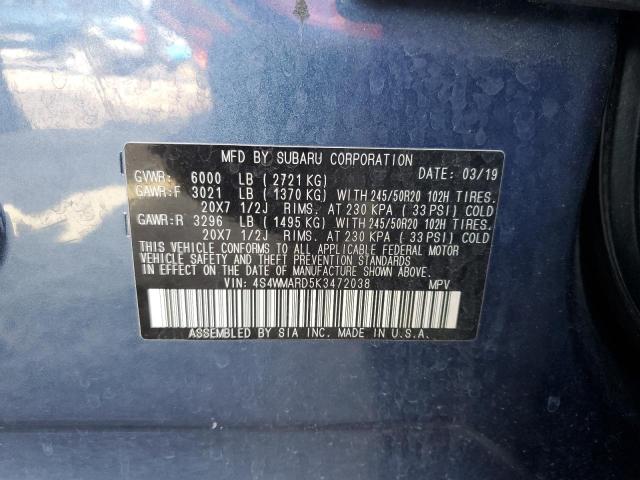 MFD BY SUBARU CORPORATION
GVWR: 6000 LB (2721 KG) DATE: 03/19
GAWR:F 3021 LB (1370 KG) WITH 245/50R20 102H TIRES.
20X7 1/2J RIMS. AT 230 KPA (33 PSI) COLD
GAWR:R 3296 LB (1495 KG) WITH 245/50R20 102H TIRES.
20X7 1/2J RIMS. AT 230 KPA (33 PSI) COLD
THIS VEHICLE CONFORMS TO ALL APPLICABLE FEDERAL MOTOR
VEHICLE SAFETY AND THEFT PREVENTION STANDARDS
IN EFFECT ON THE DATE OF MANUFACTURE SHOWN ABOVE.
VIN: 4S4WMARD5K3472038 MPV
ASSEMBLED BY SIA INC. MADE IN U.S.A.